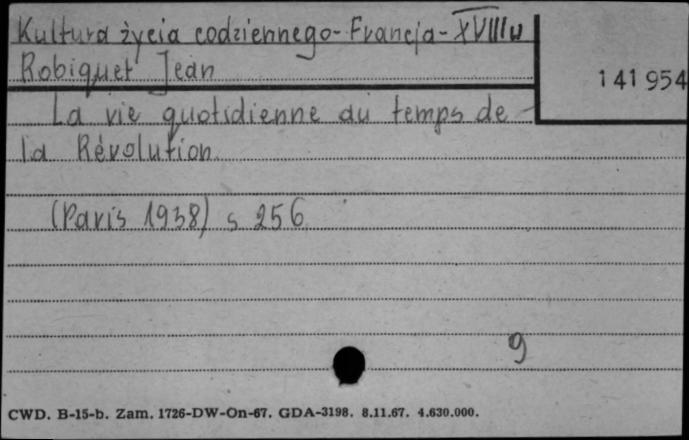 Kultura życia codziennego-Francja-XVIIIw
Robiquet Jean
141 954
La vie quotidienne au temps de
la Révolution
(Paris 1938) s 256
9
CWD. B-15-b. Zam. 1726-DW-On-67. GDA-3198. 8.11.67. 4.630.000.